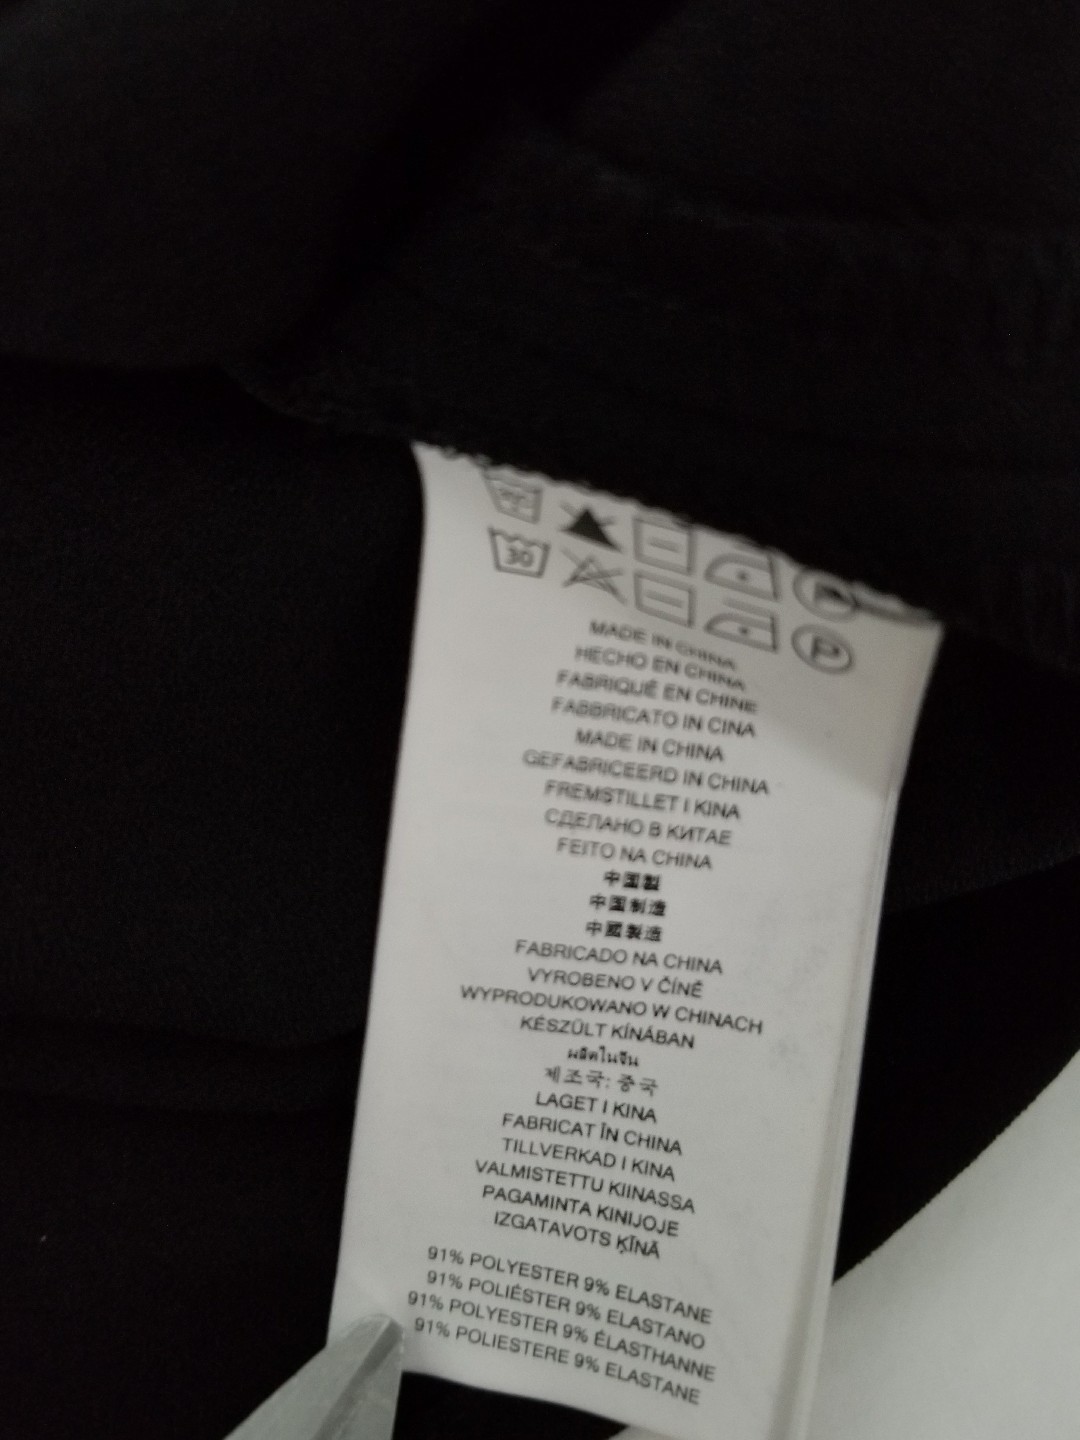 30
P
MADE IN CHINA
HECHO EN CHINA
FABRIQUÉ EN CHINE
FABBRICATO IN CINA
MADE IN CHINA
GEFABRICEERD IN CHINA
FREMSTILLET I KINA
СДЕЛАНО В КИТАЕ
FEITO NA CHINA
中国製
中国制造
中國製造
FABRICADO NA CHINA
VYROBENO V ČÍNĚ
WYPRODUKOWANO W CHINACH
KÉSZÜLT KÍNÁBAN
ผลิตในจีน
제조국: 중국
LAGET I KINA
FABRICAT ÎN CHINA
TILLVERKAD I KINA
VALMISTETTU KIINASSA
PAGAMINTA KINIJOJE
IZGATAVOTS ĶĪNĀ
91% POLYESTER 9% ELASTANE
91% POLIÉSTER 9% ELASTANO
91% POLYESTER 9% ÉLASTHANNE
91% POLIESTERE 9% ELASTANE